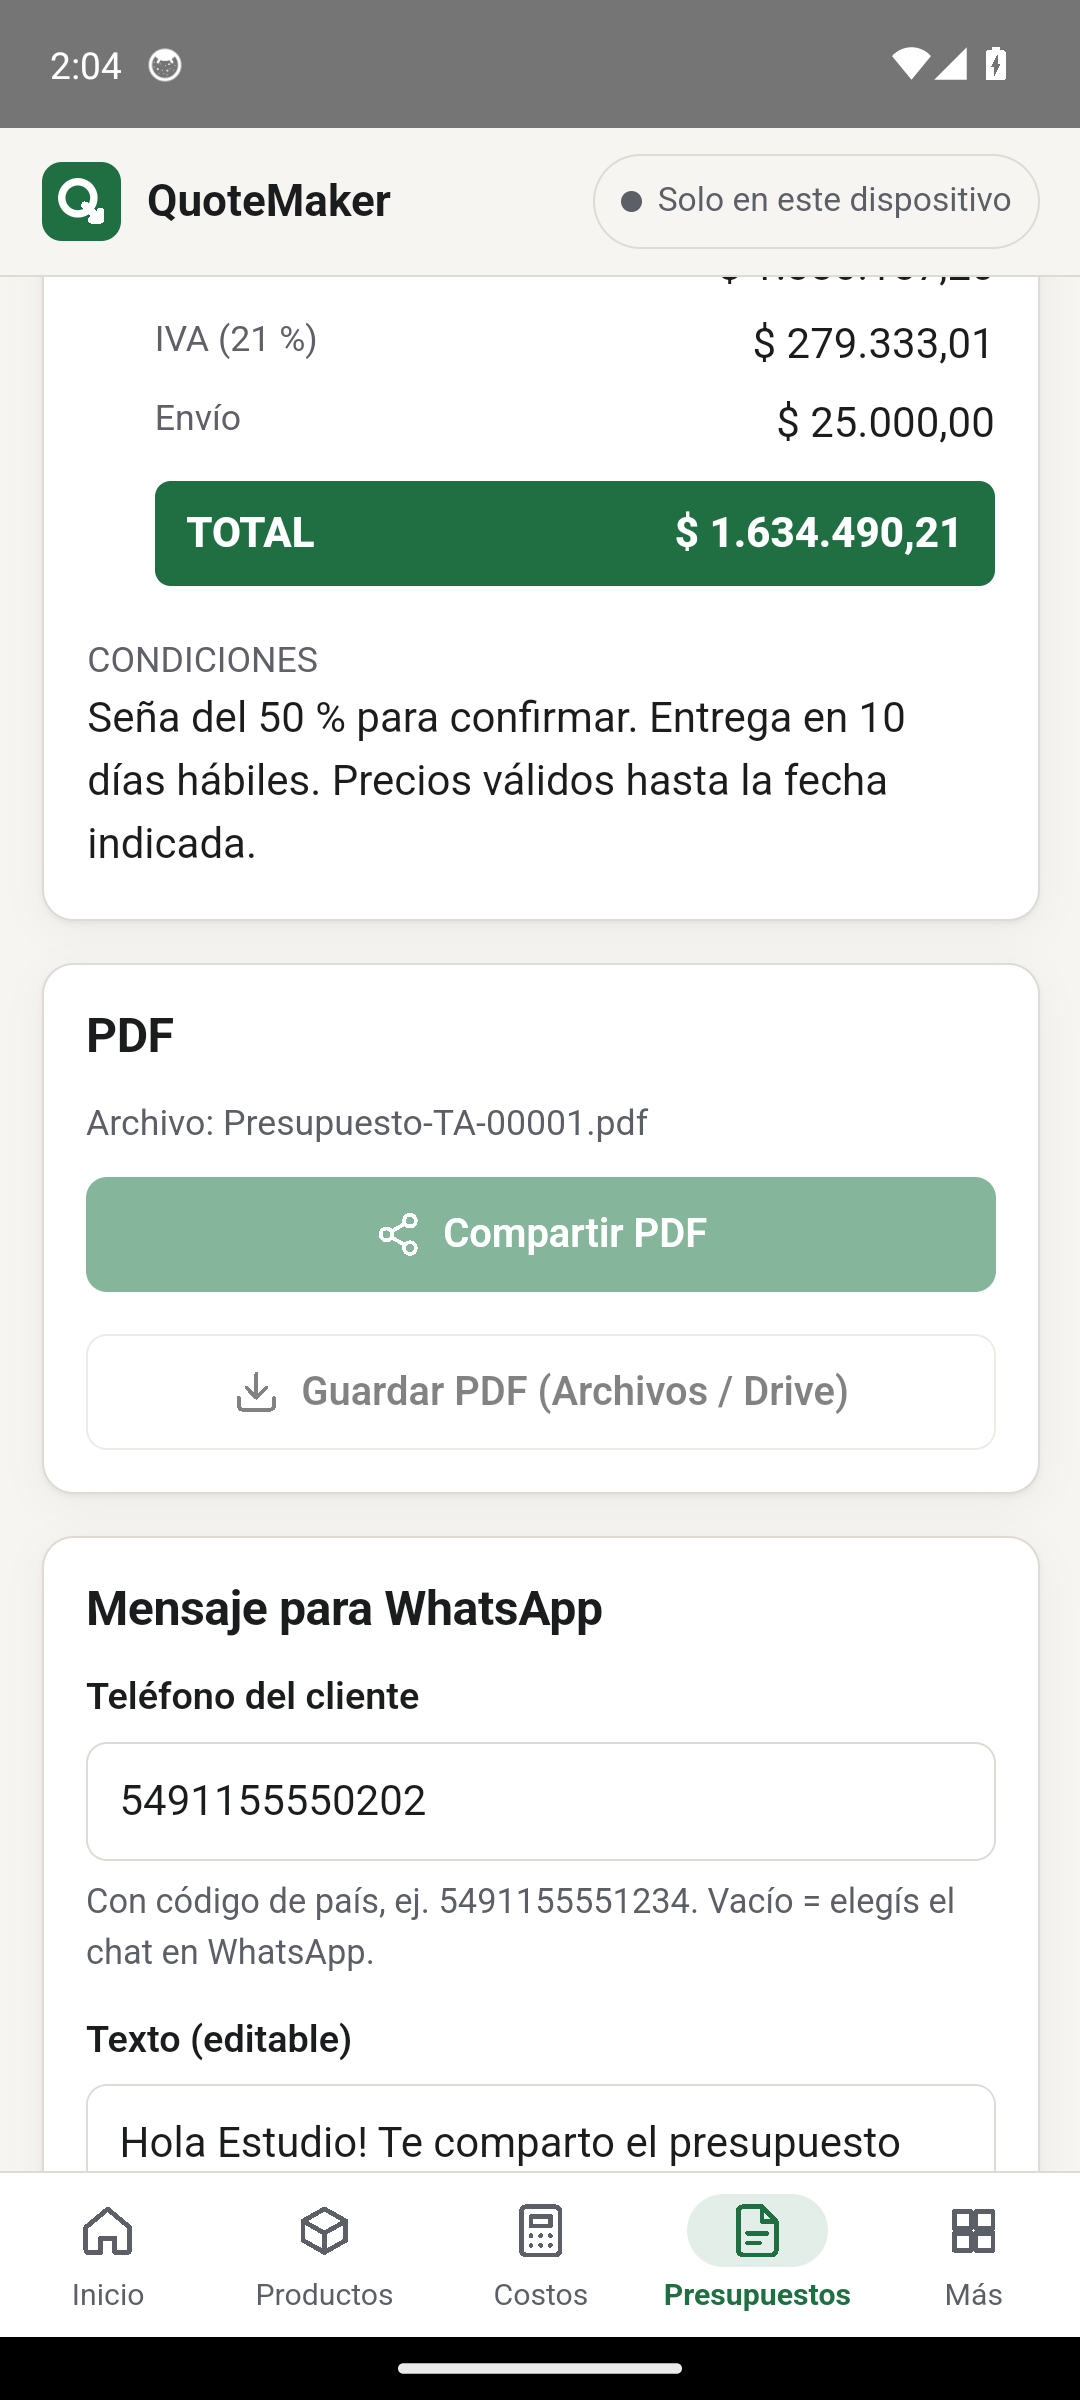 2:04
QuoteMaker
Solo en este dispositivo
IVA (21 %)
$ 279.333,01
Envío
$ 25.000,00
TOTAL
$ 1.634.490,21
CONDICIONES
Seña del 50 % para confirmar. Entrega en 10
días hábiles. Precios válidos hasta la fecha
indicada.
PDF
Archivo: Presupuesto-TA-00001.pdf
Compartir PDF
Guardar PDF (Archivos / Drive)
Mensaje para WhatsApp
Teléfono del cliente
5491155550202
Con código de país, ej. 5491155551234. Vacío = elegís el
chat en WhatsApp.
Texto (editable)
Hola Estudio! Te comparto el presupuesto
Inicio
Productos
Costos
Presupuestos
Más